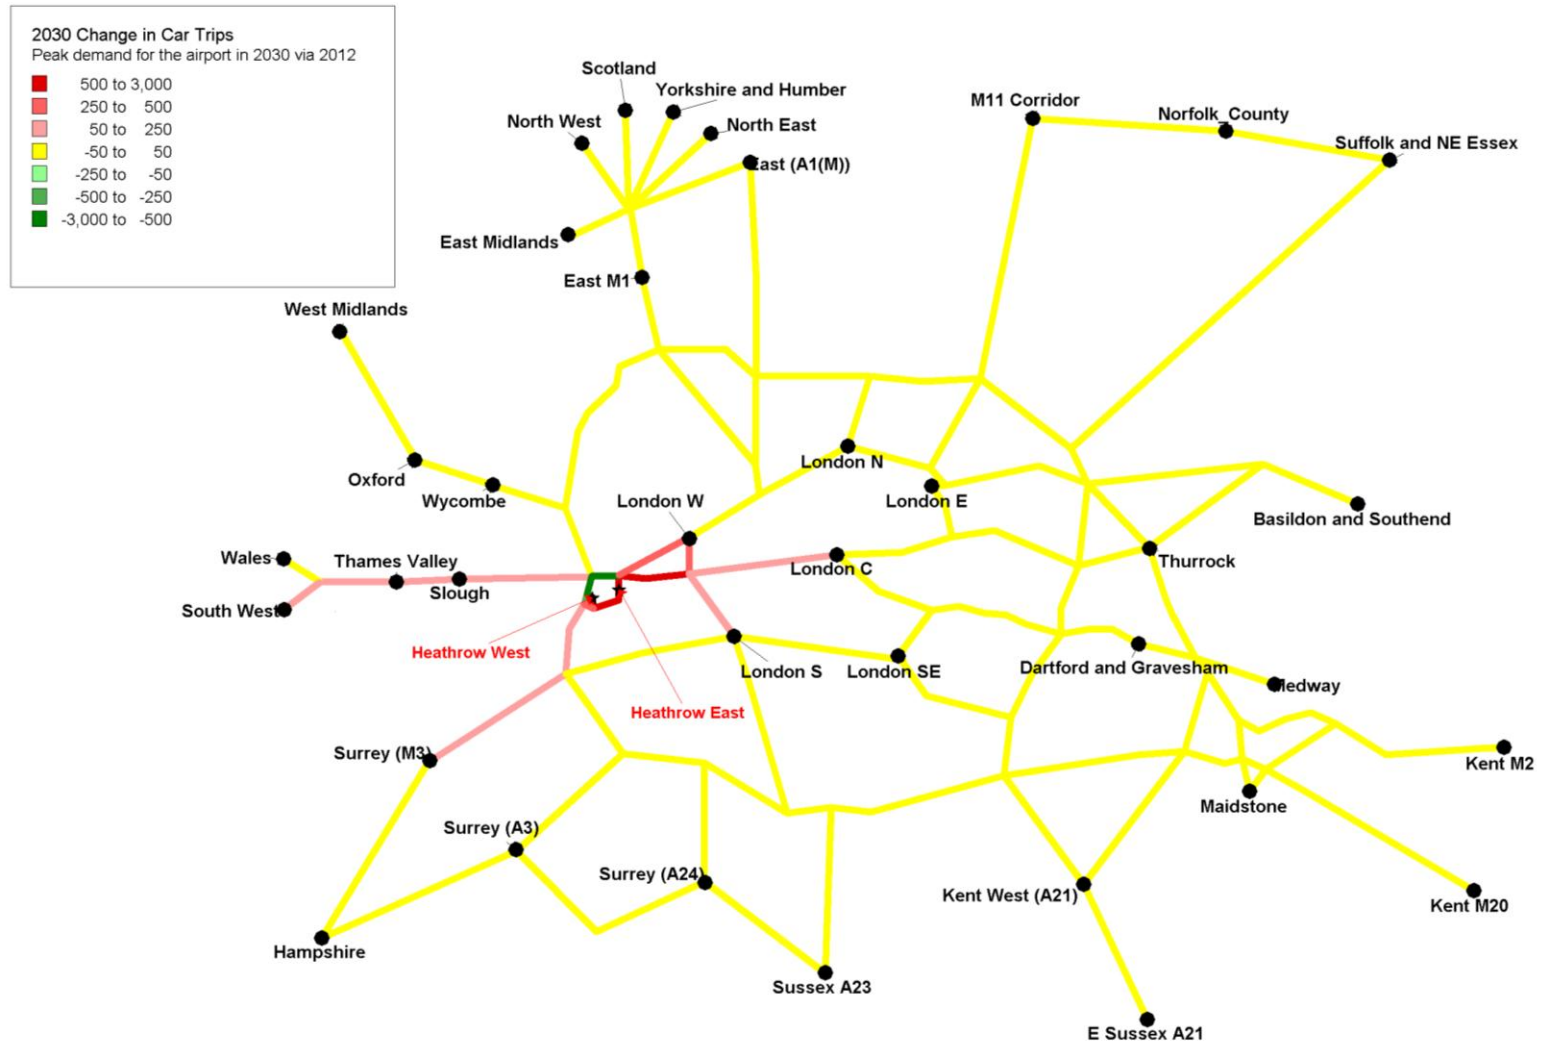 2030 Change in Car Trips
Peak demand for the airport in 2030 via 2012
500 to 3,000
250 to 500
50 to 250
-50 to 50
-250 to -50
-500 to -250
-3,000 to -500
Scotland
Yorkshire and Humber
North West
North East
East (A1(M))
M11 Corridor
Norfolk_County
Suffolk and NE Essex
East Midlands
East M1
West Midlands
London N
Oxford
Wycombe
London W
London E
Basildon and Southend
Wales
Thames Valley
Slough
London C
Thurrock
South West
Heathrow West
London S
London SE
Dartford and Gravesham
Medway
Heathrow East
Surrey (M3)
Kent M2
Maidstone
Surrey (A3)
Surrey (A24)
Kent West (A21)
Kent M20
Hampshire
Sussex A23
E Sussex A21